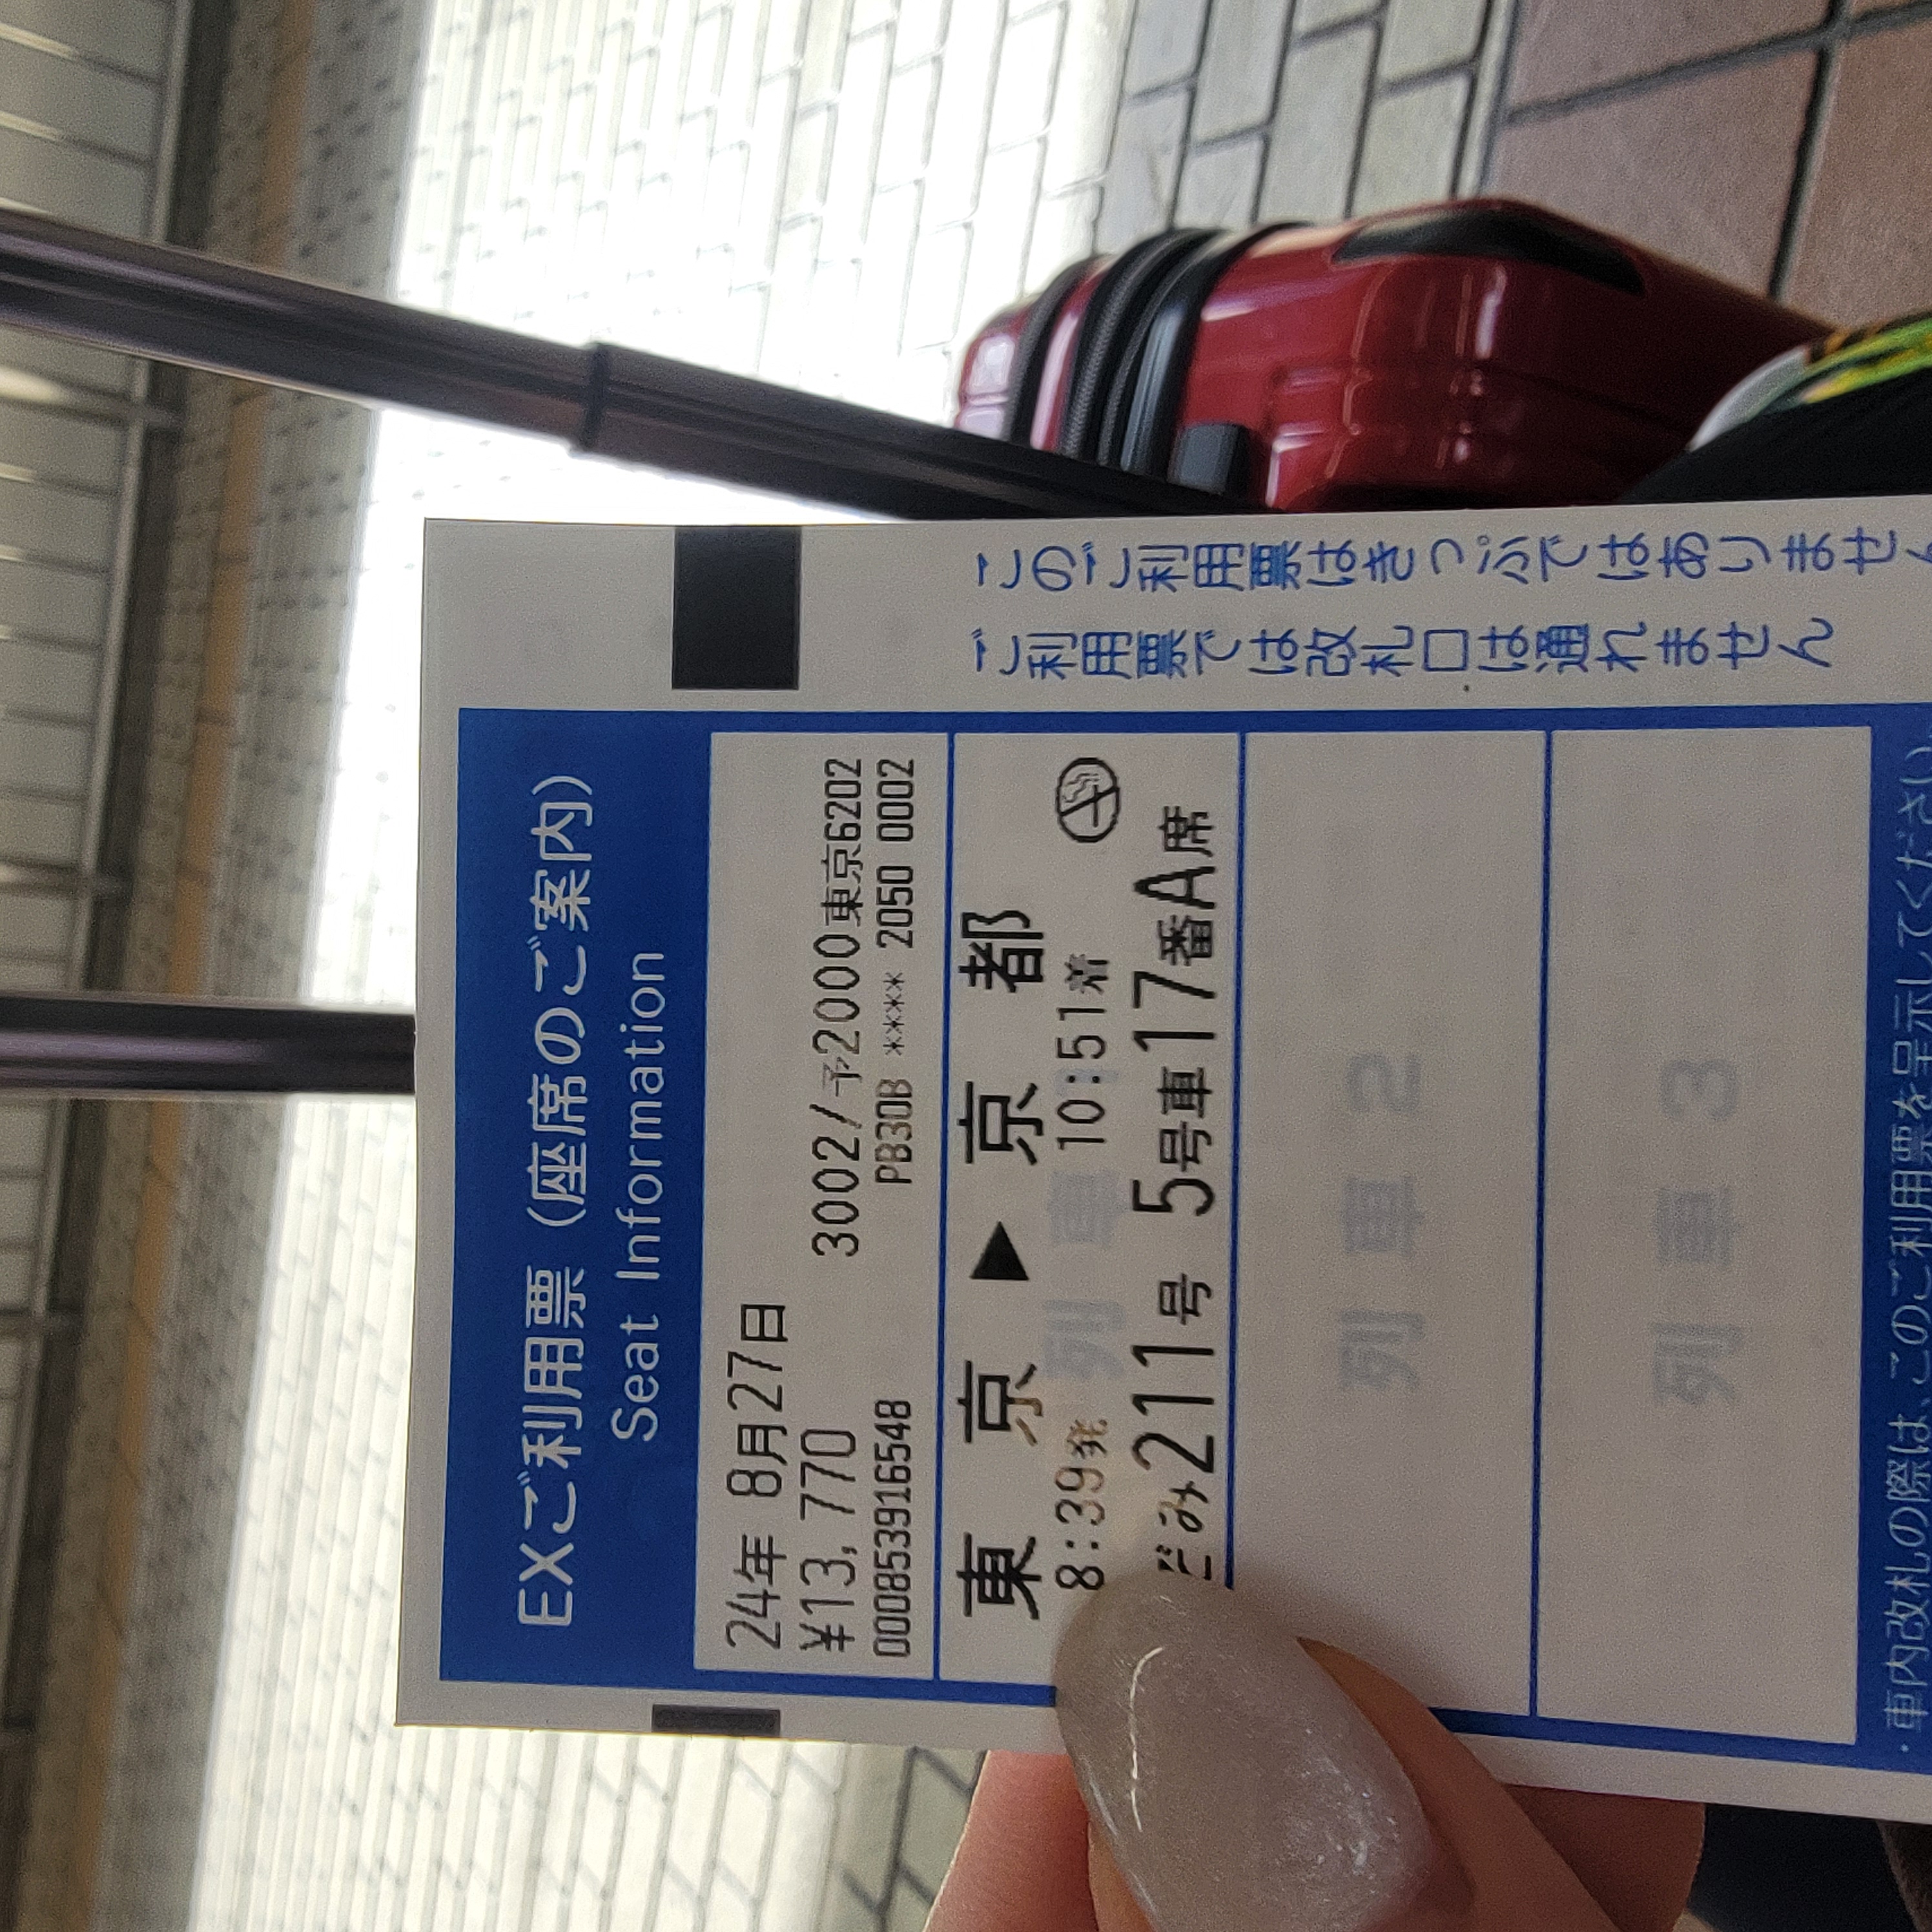 EXご利用票（座席のご案内）
Seat Information
24年 8月27日
¥13,770
3002/予2000東京6202
0008539916548
PB30B **** 2050 0002
東 京 ▶ 京 都
8:39発
列 車
10:51着
だみ211号 5号車17番A席
列 車 2
列 車 3
・車内改札の際は、このご利用票を呈示してください
このご利用票はきっぷではありません
ご利用票では改札口は通れません